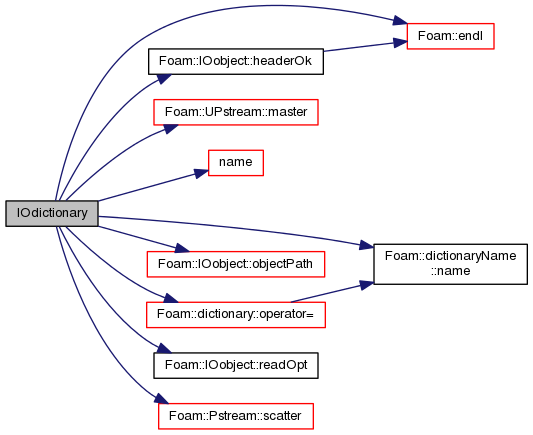 Foam::endl
Foam::IOobject::headerOk
Foam::UPstream::master
name
IOdictionary
Foam::dictionaryName
::name
Foam::IOobject::objectPath
Foam::dictionary::operator=
Foam::IOobject::readOpt
Foam::Pstream::scatter